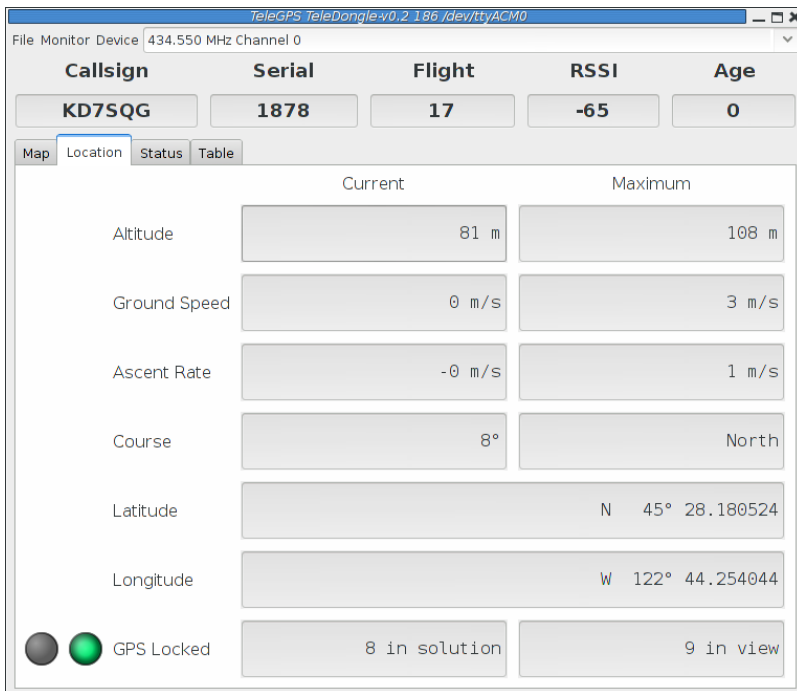 TeleGPS TeleDongle-v0.2 186 /dev/ttyACM0
File Monitor Device 434.550 MHz Channel 0
Callsign Serial Flight RSSI Age
KD7SQG 1878 17 -65 0
Map Location Status Table
Current Maximum
Altitude 81 m 108 m
Ground Speed 0 m/s 3 m/s
Ascent Rate -0 m/s 1 m/s
Course 8° North
Latitude N 45° 28.180524
Longitude W 122° 44.254044
GPS Locked 8 in solution 9 in view